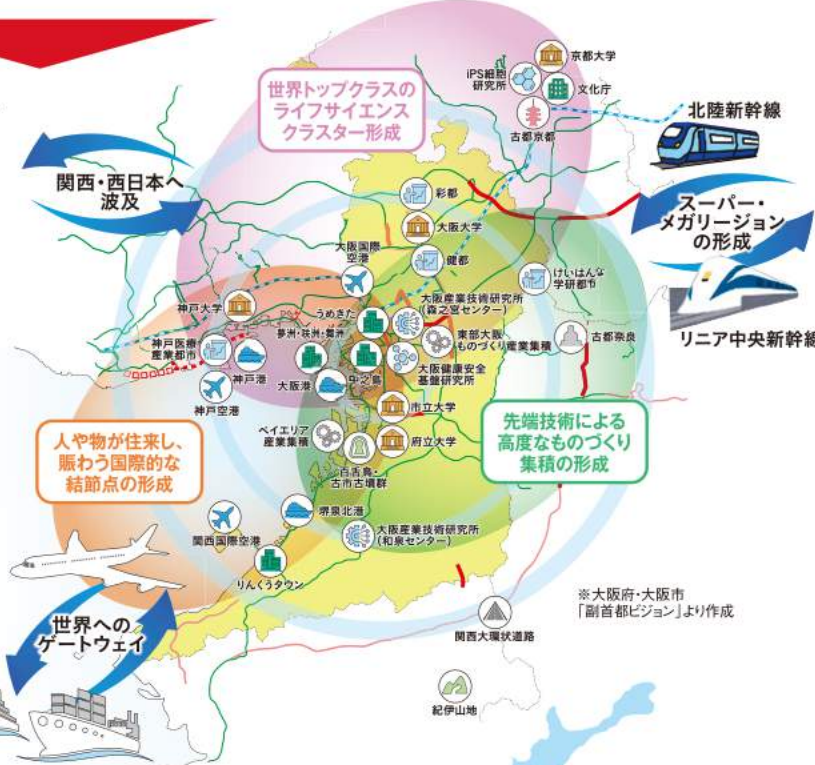 世界トップクラスの
ライフサイエンス
クラスター形成
京都大学
iPS細胞
研究所
文化庁
古都京都
北陸新幹線
関西・西日本へ
波及
スーパー・
メガリージョン
の形成
彩都
大阪大学
大阪国際
空港
健都
けいはんな
学研都市
リニア中央新幹線
神戸大学
うめきた
大阪産業技術研究所
(森之宮センター)
神戸医療
産業都市
夢洲・咲洲・舞洲
東部大阪
ものづくり産業集積
古都奈良
神戸港
大阪港
中之島
大阪健康安全
基盤研究所
神戸空港
市立大学
人や物が往来し、
賑わう国際的な
結節点の形成
ベイエリア
産業集積
府立大学
先端技術による
高度なものづくり
集積の形成
百舌鳥・
古市古墳群
堺泉北港
関西国際空港
大阪産業技術研究所
(和泉センター)
りんくうタウン
世界への
ゲートウェイ
※大阪府・大阪市
「副首都ビジョン」より作成
関西大環状道路
紀伊山地